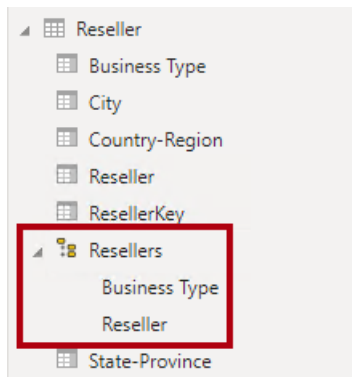 Reseller
Business Type
City
Country-Region
Reseller
ResellerKey
Resellers
Business Type
Reseller
State-Province